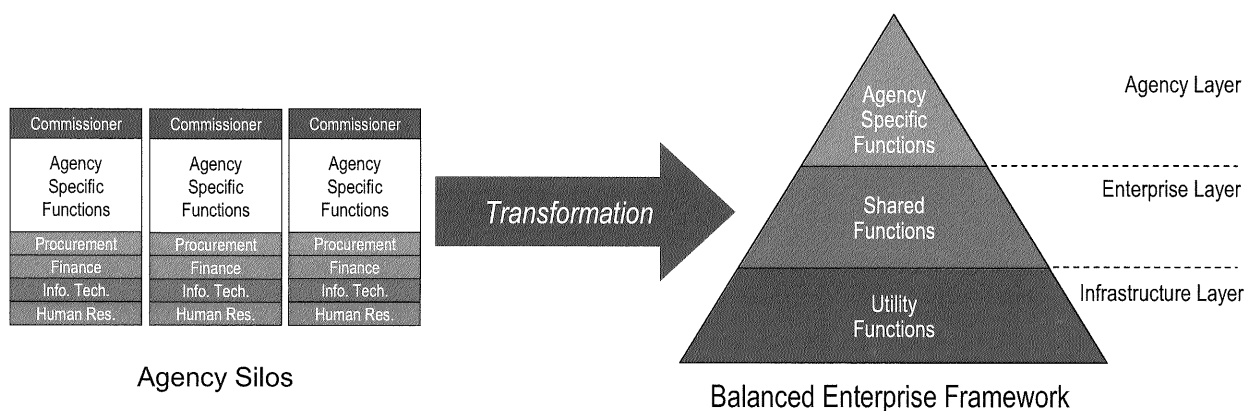 Commissioner
Agency
Specific
Functions
Procurement
Finance
Info. Tech.
Human Res.
Commissioner
Agency
Specific
Functions
Procurement
Finance
Info. Tech.
Human Res.
Commissioner
Agency
Specific
Functions
Procurement
Finance
Info. Tech.
Human Res.
Agency Silos
Transformation
Agency
Specific
Functions
Shared
Functions
Utility
Functions
Agency Layer
Enterprise Layer
Infrastructure Layer
Balanced Enterprise Framework